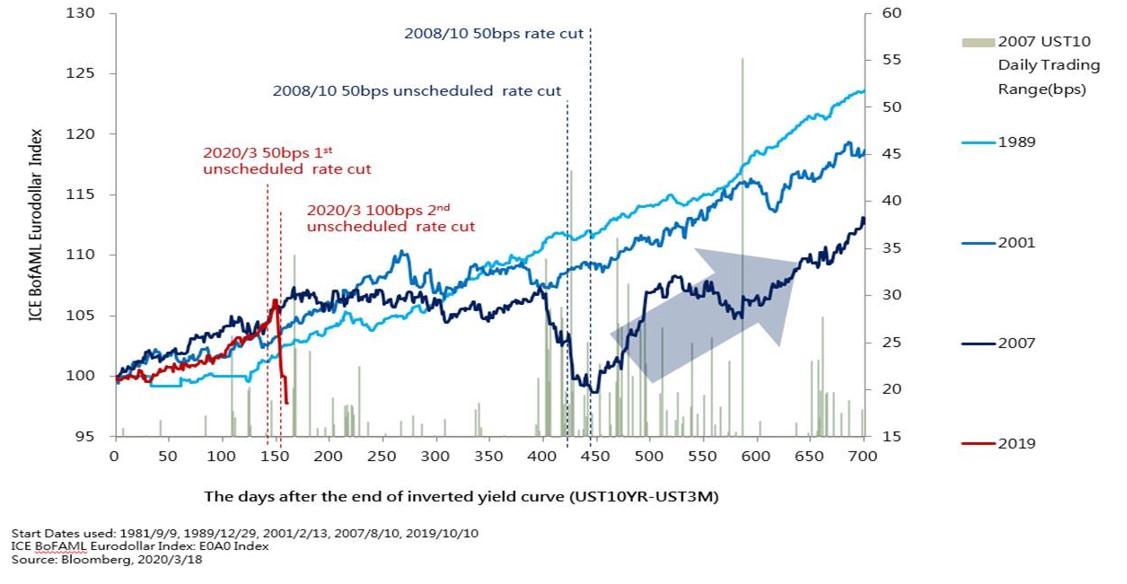 130
125
120
115
110
105
100
95
ICE BofAML Eurodollar Index
60
55
50
45
40
35
30
25
20
15
0
50
100
150
200
250
300
350
400
450
500
550
600
650
700
2008/10 50bps rate cut
2008/10 50bps unscheduled rate cut
2020/3 50bps 1st
unscheduled rate cut
2020/3 100bps 2nd
unscheduled rate cut
2007 UST10
Daily Trading
Range(bps)
1989
2001
2007
2019
The days after the end of inverted yield curve (UST10YR-UST3M)
Start Dates used: 1981/9/9, 1989/12/29, 2001/2/13, 2007/8/10, 2019/10/10
ICE BoFAML Eurodollar Index: E0A0 Index
Source: Bloomberg, 2020/3/18